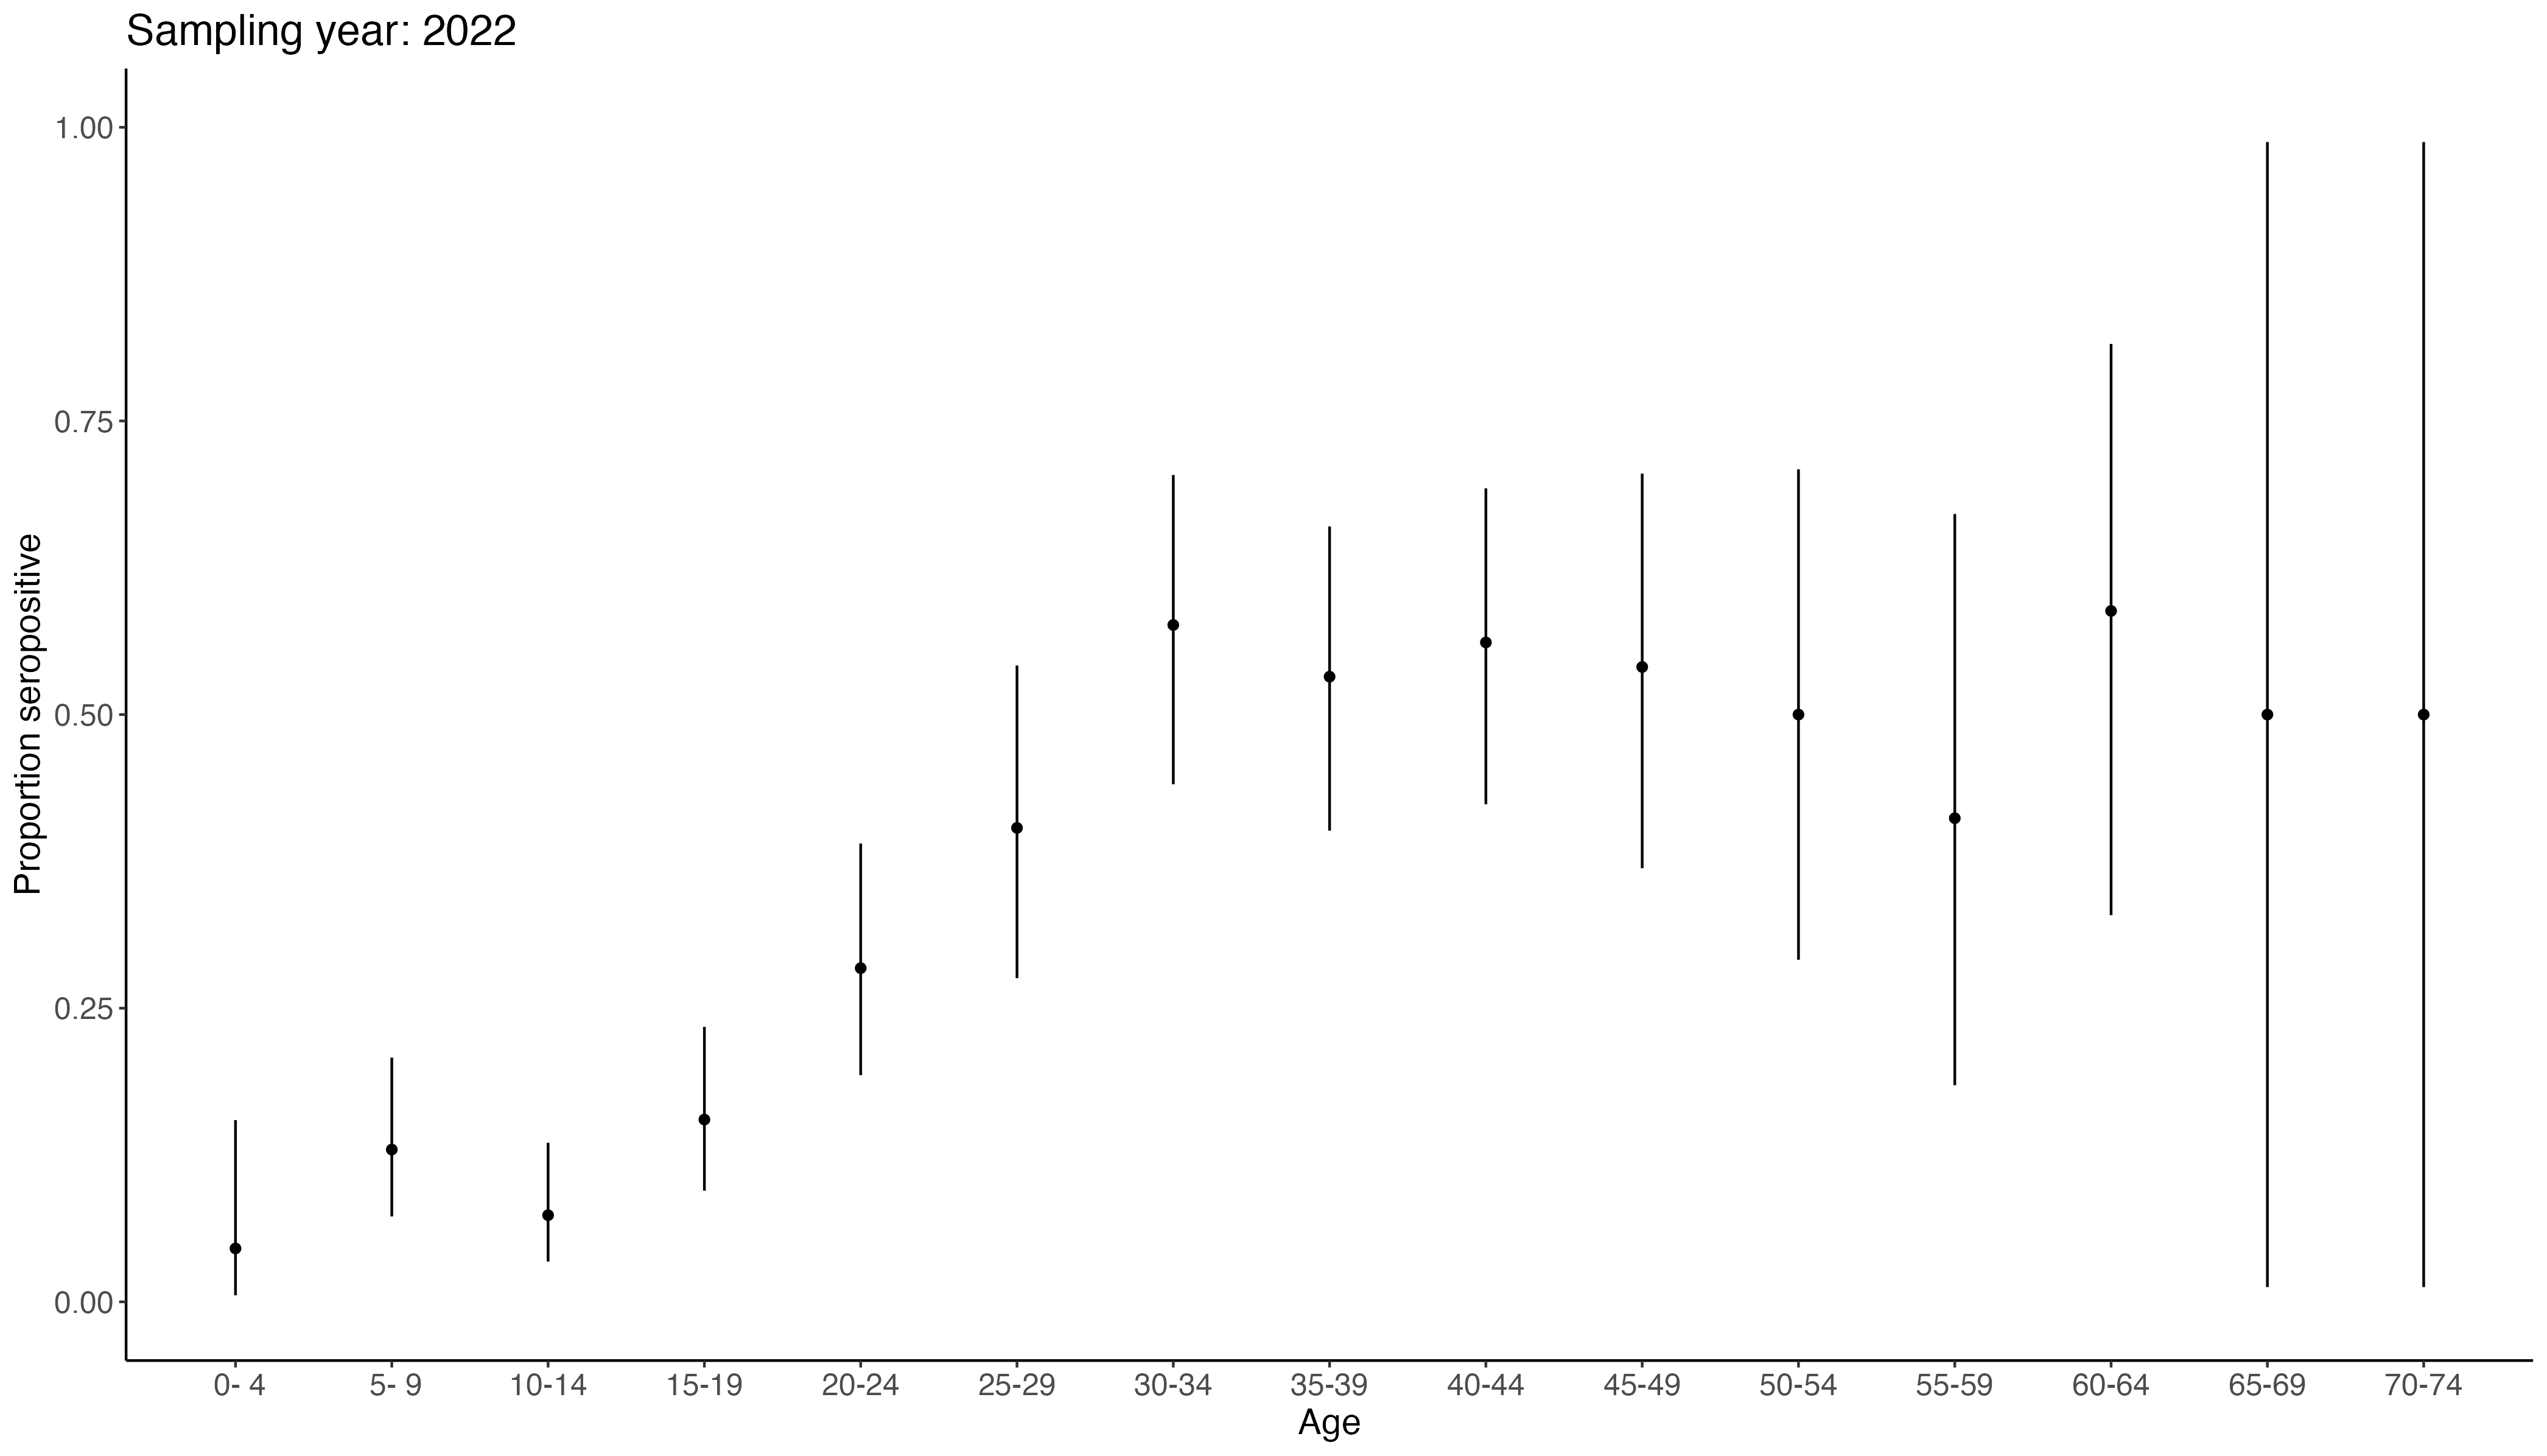 Sampling year: 2022
Proportion seropositive
1.00
0.75
0.50
0.25
0.00
0- 4 5- 9 10-14 15-19 20-24 25-29 30-34 35-39 40-44 45-49 50-54 55-59 60-64 65-69 70-74
Age